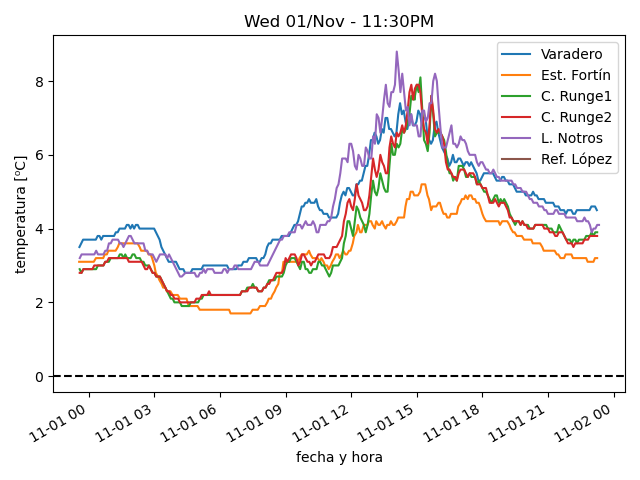 Wed 01/Nov - 11:30PM
temperatura [ºC]
8
6
4
2
0
Varadero
Est. Fortín
C. Runge1
C. Runge2
L. Notros
Ref. López
11-01 00
11-01 03
11-01 06
11-01 09
11-01 12
11-01 15
11-01 18
11-01 21
11-02 00
fecha y hora